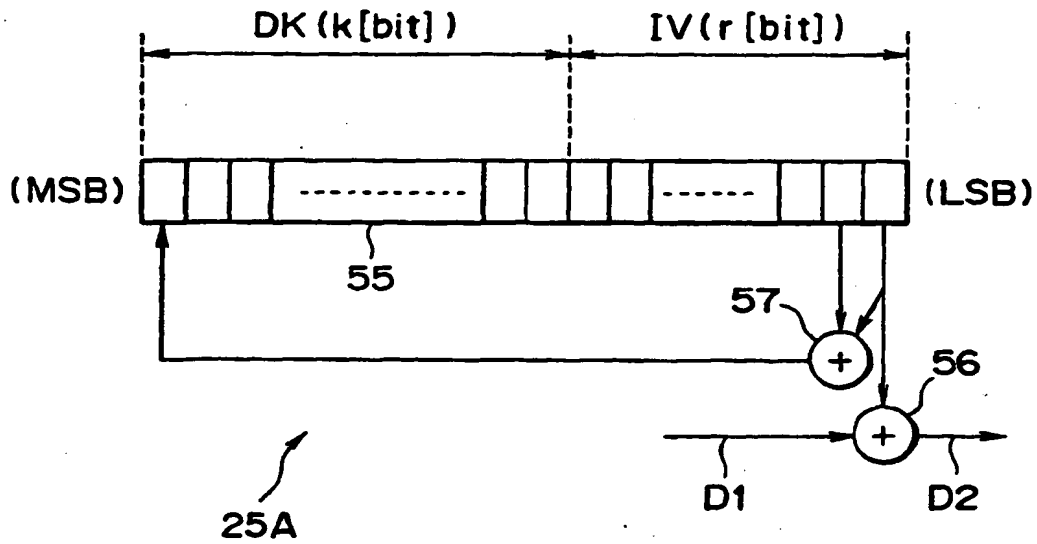 DK (k [bit]) IV (r [bit])
(MSB) (LSB)
55
57
+
56
+
D1 D2
25A